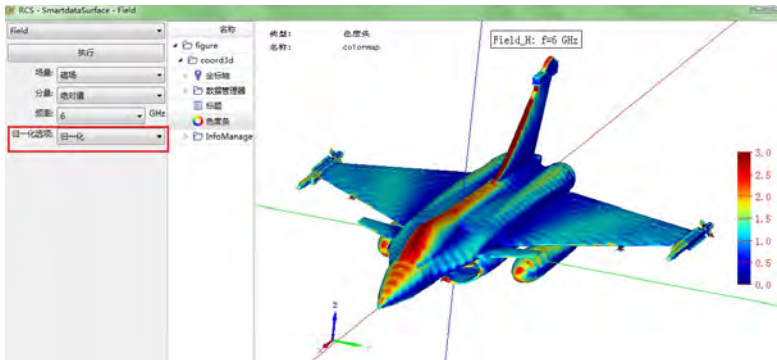 RCS - SmartdataSurface - Field
Field
执行
场量: 磁场
分量: 绝对值
频率: 6 GHz
归一化选项: 归一化
名称
figure
coord3d
坐标轴
数据管理器
标题
色度条
InfoManage
类型: 色度条
名称: colormap
Field_H: f=6 GHz
3.0
2.5
2.0
1.5
1.0
0.5
0.0
Z